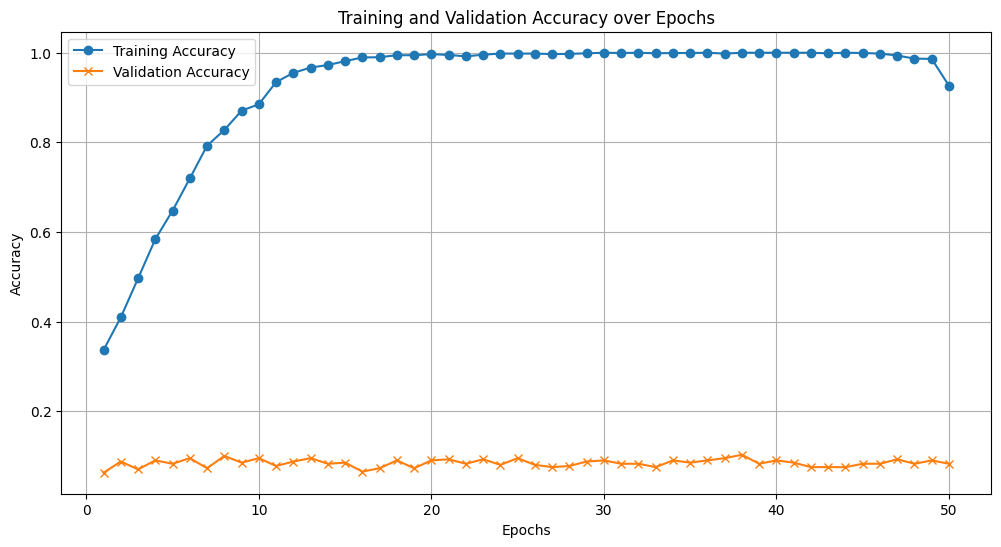 Training and Validation Accuracy over Epochs
Training Accuracy
Validation Accuracy
1.0
0.8
0.6
0.4
0.2
Accuracy
0 10 20 30 40 50
Epochs